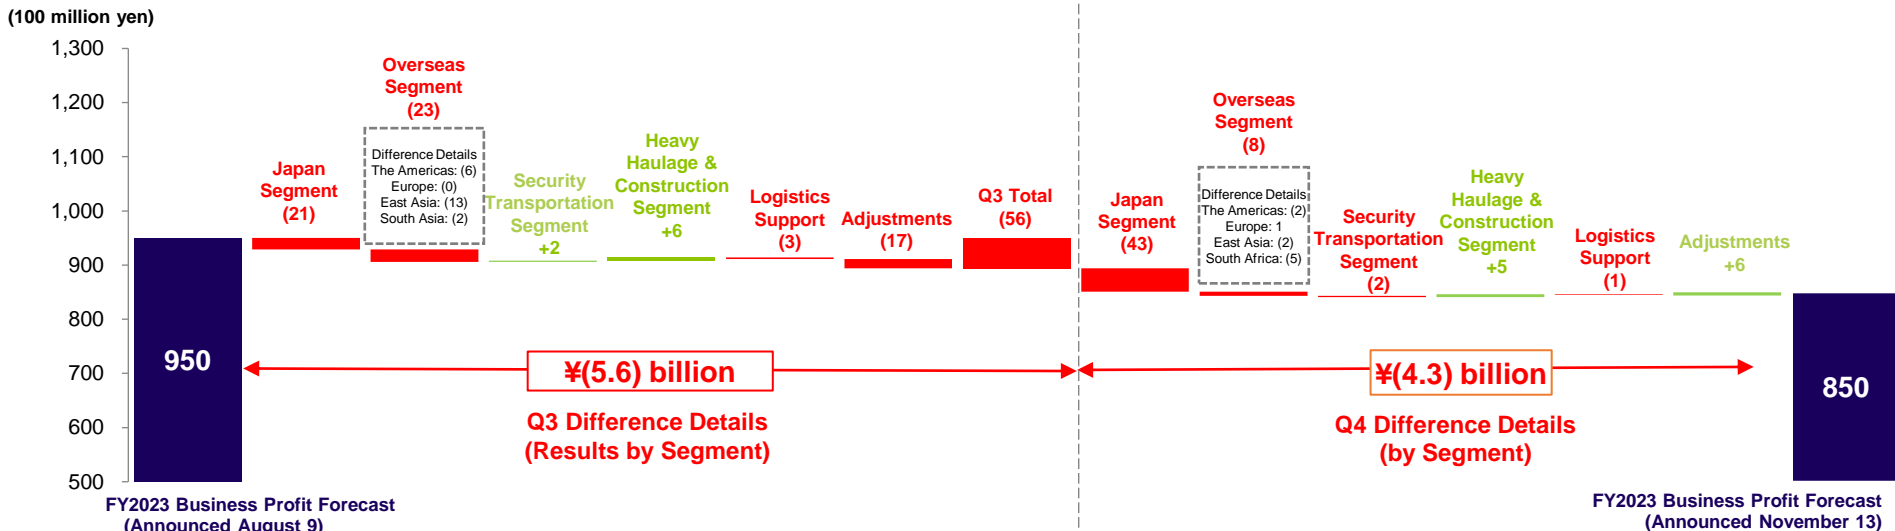 (100 million yen)
1,300
1,200
1,100
1,000
900
800
700
600
500
950
FY2023 Business Profit Forecast
(Announced August 9)
Japan
Segment
(21)
Overseas
Segment
(23)
Difference Details
The Americas: (6)
Europe: (0)
East Asia: (13)
South Asia: (2)
Security
Transportation
Segment
+2
Heavy
Haulage &
Construction
Segment
+6
Logistics
Support
(3)
Adjustments
(17)
Q3 Total
(56)
¥(5.6) billion
Q3 Difference Details
(Results by Segment)
Japan
Segment
(43)
Overseas
Segment
(8)
Difference Details
The Americas: (2)
Europe: 1
East Asia: (2)
South Africa: (5)
Security
Transportation
Segment
(2)
Heavy
Haulage &
Construction
Segment
+5
Logistics
Support
(1)
Adjustments
+6
¥(4.3) billion
Q4 Difference Details
(by Segment)
850
FY2023 Business Profit Forecast
(Announced November 13)